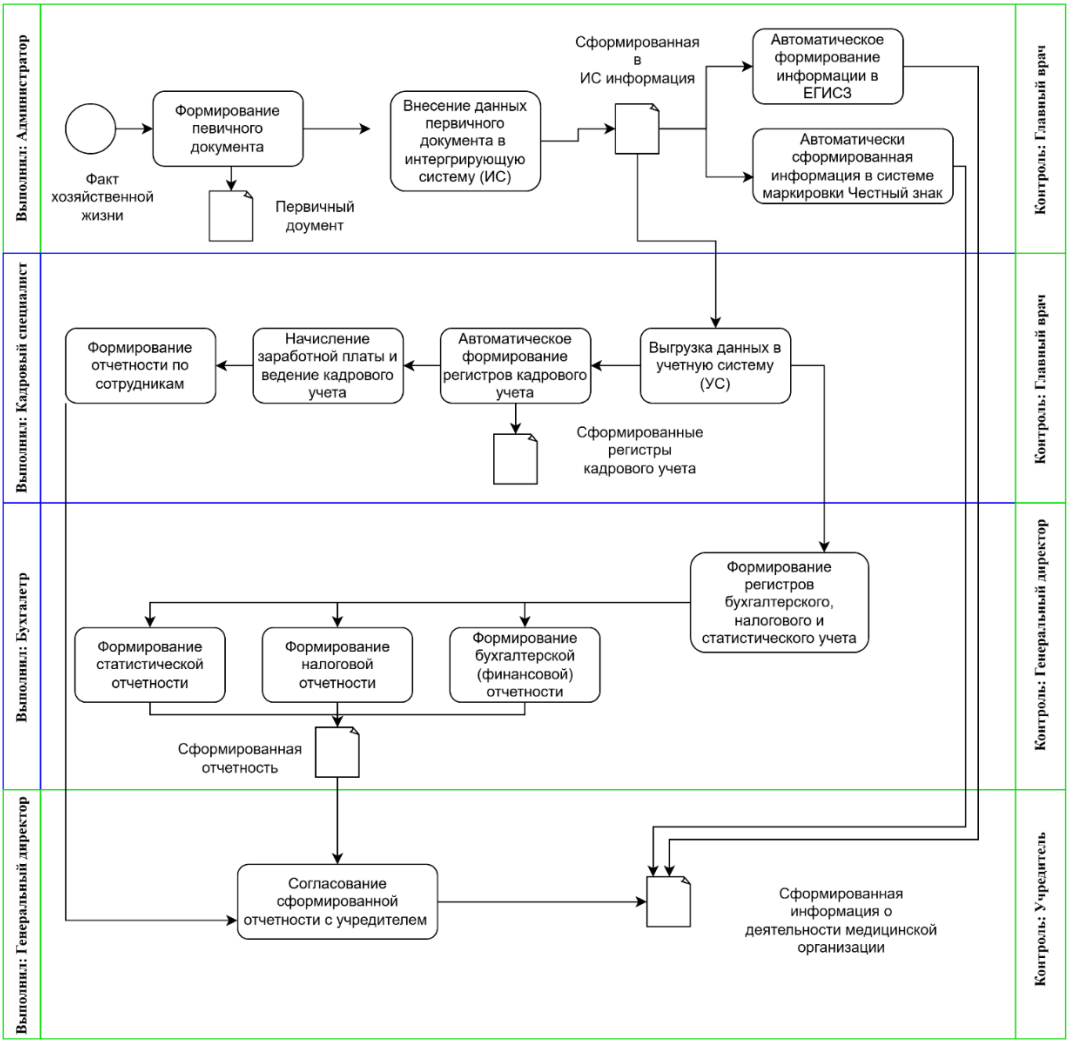 Выполнил: Администратор
Факт
хозяйственной
жизни
Формирование
певичного
документа
Первичный
доумент
Внесение данных
первичного
документа в
интергрирующую
систему (ИС)
Сформированная
в
ИС информация
Автоматическое
формирование
информации в
ЕГИСЗ
Автоматически
сформированная
информация в системе
маркировки Честный знак
Контроль: Главный врач
Выполнил: Кадровый специалист
Формирование
отчетности по
сотрудникам
Начисление
заработной платы и
ведение кадрового
учета
Автоматическое
формирование
регистров кадрового
учета
Выгрузка данных в
учетную систему
(УС)
Сформированные
регистры
кадрового учета
Контроль: Главный врач
Выполнил: Бухгалетр
Формирование
регистров
бухгалтерского,
налогового и
статистического учета
Формирование
статистической
отчетности
Формирование
налоговой
отчетности
Формирование
бухгалтерской
(финансовой)
отчетности
Сформированная
отчетность
Контроль: Генеральный директор
Выполнил: Генеральный директор
Согласование
сформированной
отчетности с учредителем
Сформированная
информация о
деятельности медицинской
организации
Контроль: Учредитель